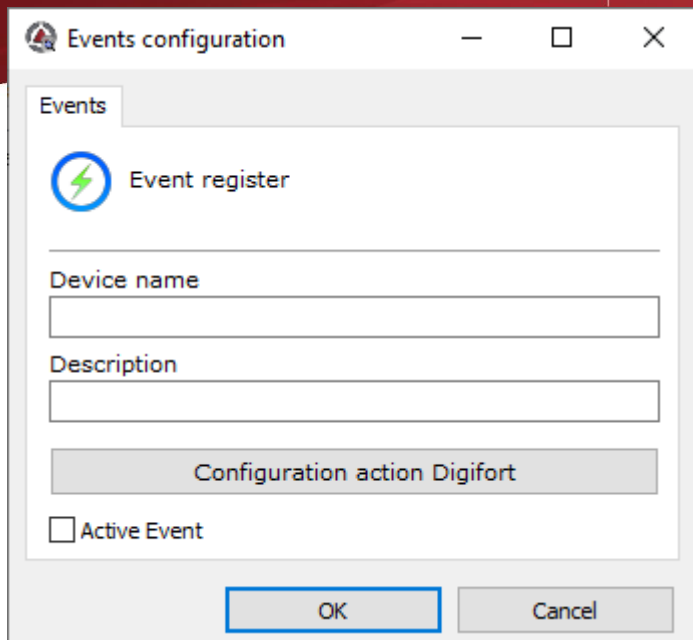 Events configuration
Events
Event register
Device name
Description
Configuration action Digifort
Active Event
OK Cancel